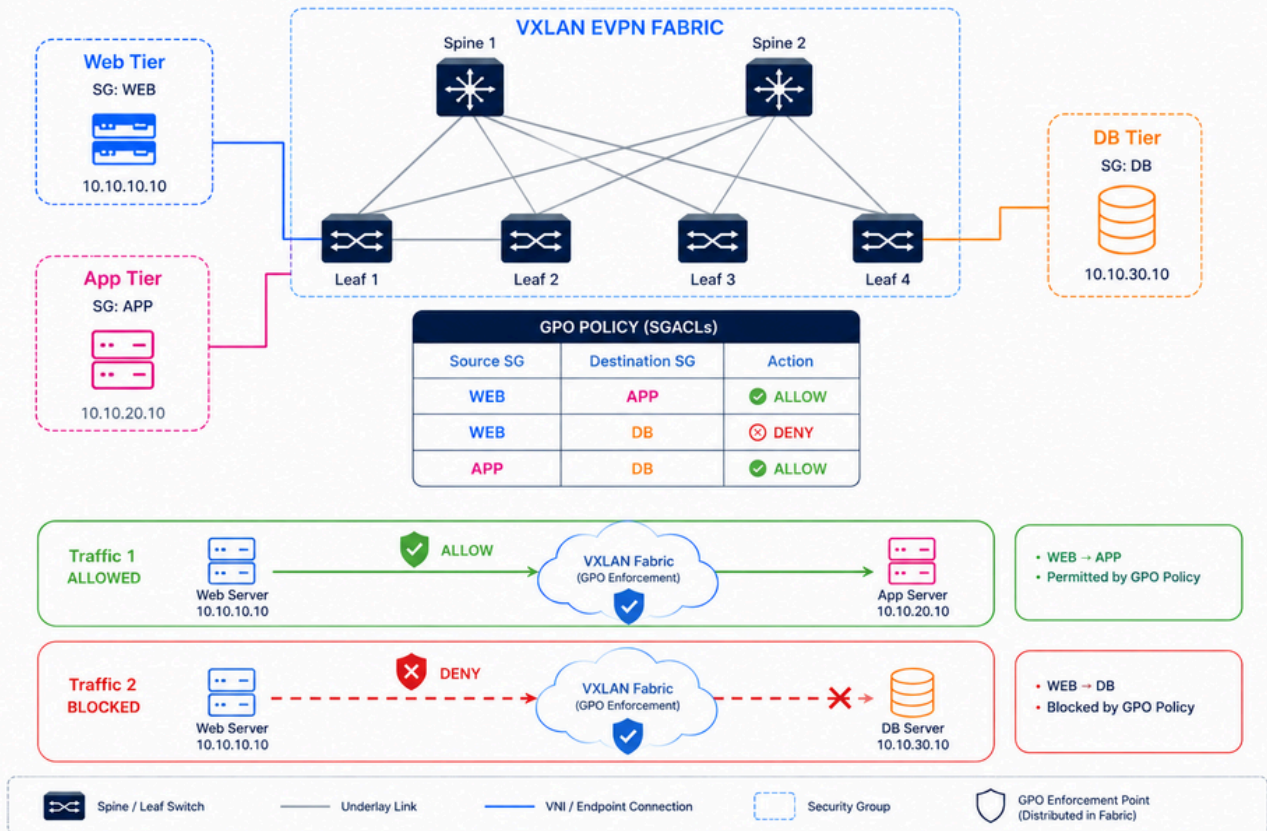 VXLAN EVPN FABRIC
Spine 1
Spine 2
Web Tier
SG: WEB
10.10.10.10
App Tier
SG: APP
10.10.20.10
DB Tier
SG: DB
10.10.30.10
Leaf 1
Leaf 2
Leaf 3
Leaf 4
GPO POLICY (SGACLs)
Source SG Destination SG Action
WEB APP ALLOW
WEB DB DENY
APP DB ALLOW
Traffic 1
ALLOWED
Web Server
10.10.10.10
ALLOW
VXLAN Fabric
(GPO Enforcement)
App Server
10.10.20.10
• WEB → APP
• Permitted by GPO Policy
Traffic 2
BLOCKED
Web Server
10.10.10.10
DENY
VXLAN Fabric
(GPO Enforcement)
DB Server
10.10.30.10
• WEB → DB
• Blocked by GPO Policy
Spine / Leaf Switch
Underlay Link
VNI / Endpoint Connection
Security Group
GPO Enforcement Point
(Distributed in Fabric)